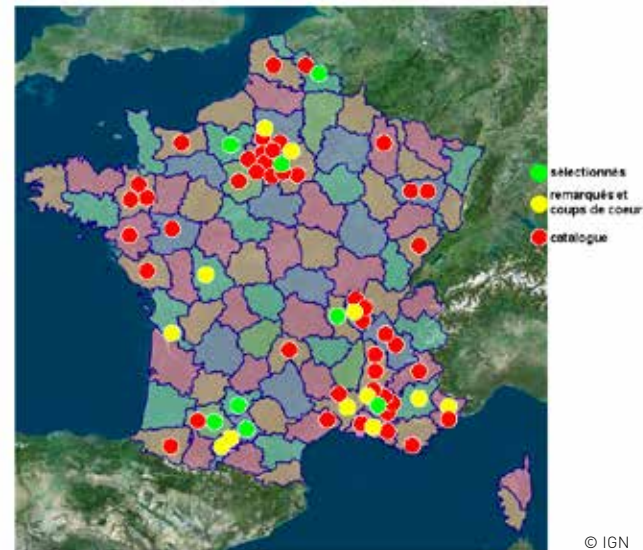 sélectionnés
remarqués et
coups de coeur
catalogue
© IGN